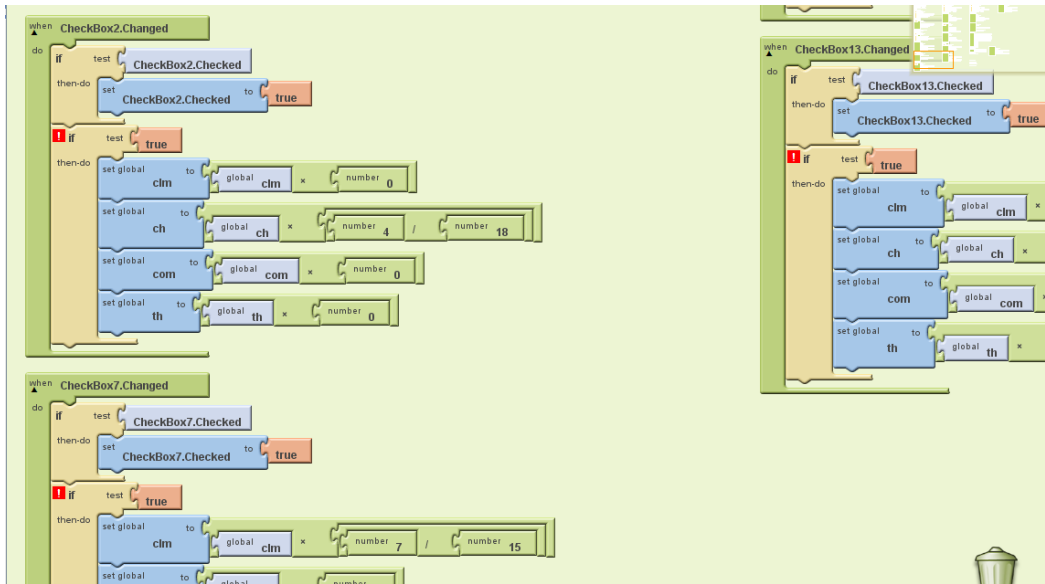 when CheckBox2.Changed
do if test CheckBox2.Checked
then-do set CheckBox2.Checked to true
! if test true
then-do set global clm to global clm × number 0
set global ch to global ch × number 4 / number 18
set global com to global com × number 0
set global th to global th × number 0
when CheckBox7.Changed
do if test CheckBox7.Checked
then-do set CheckBox7.Checked to true
! if test true
then-do set global clm to global clm × number 7 / number 15
set global to global number
when CheckBox13.Changed
do if test CheckBox13.Checked
then-do set CheckBox13.Checked to true
! if test true
then-do set global clm to global clm ×
set global ch to global ch ×
set global com to global com ×
set global th to global th ×